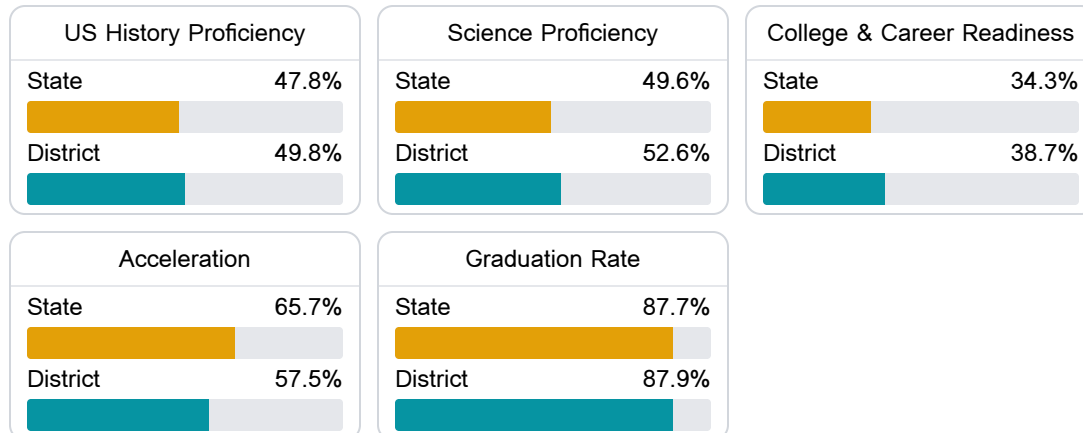 US History Proficiency
State 47.8%
District 49.8%
Science Proficiency
State 49.6%
District 52.6%
College & Career Readiness
State 34.3%
District 38.7%
Acceleration
State 65.7%
District 57.5%
Graduation Rate
State 87.7%
District 87.9%